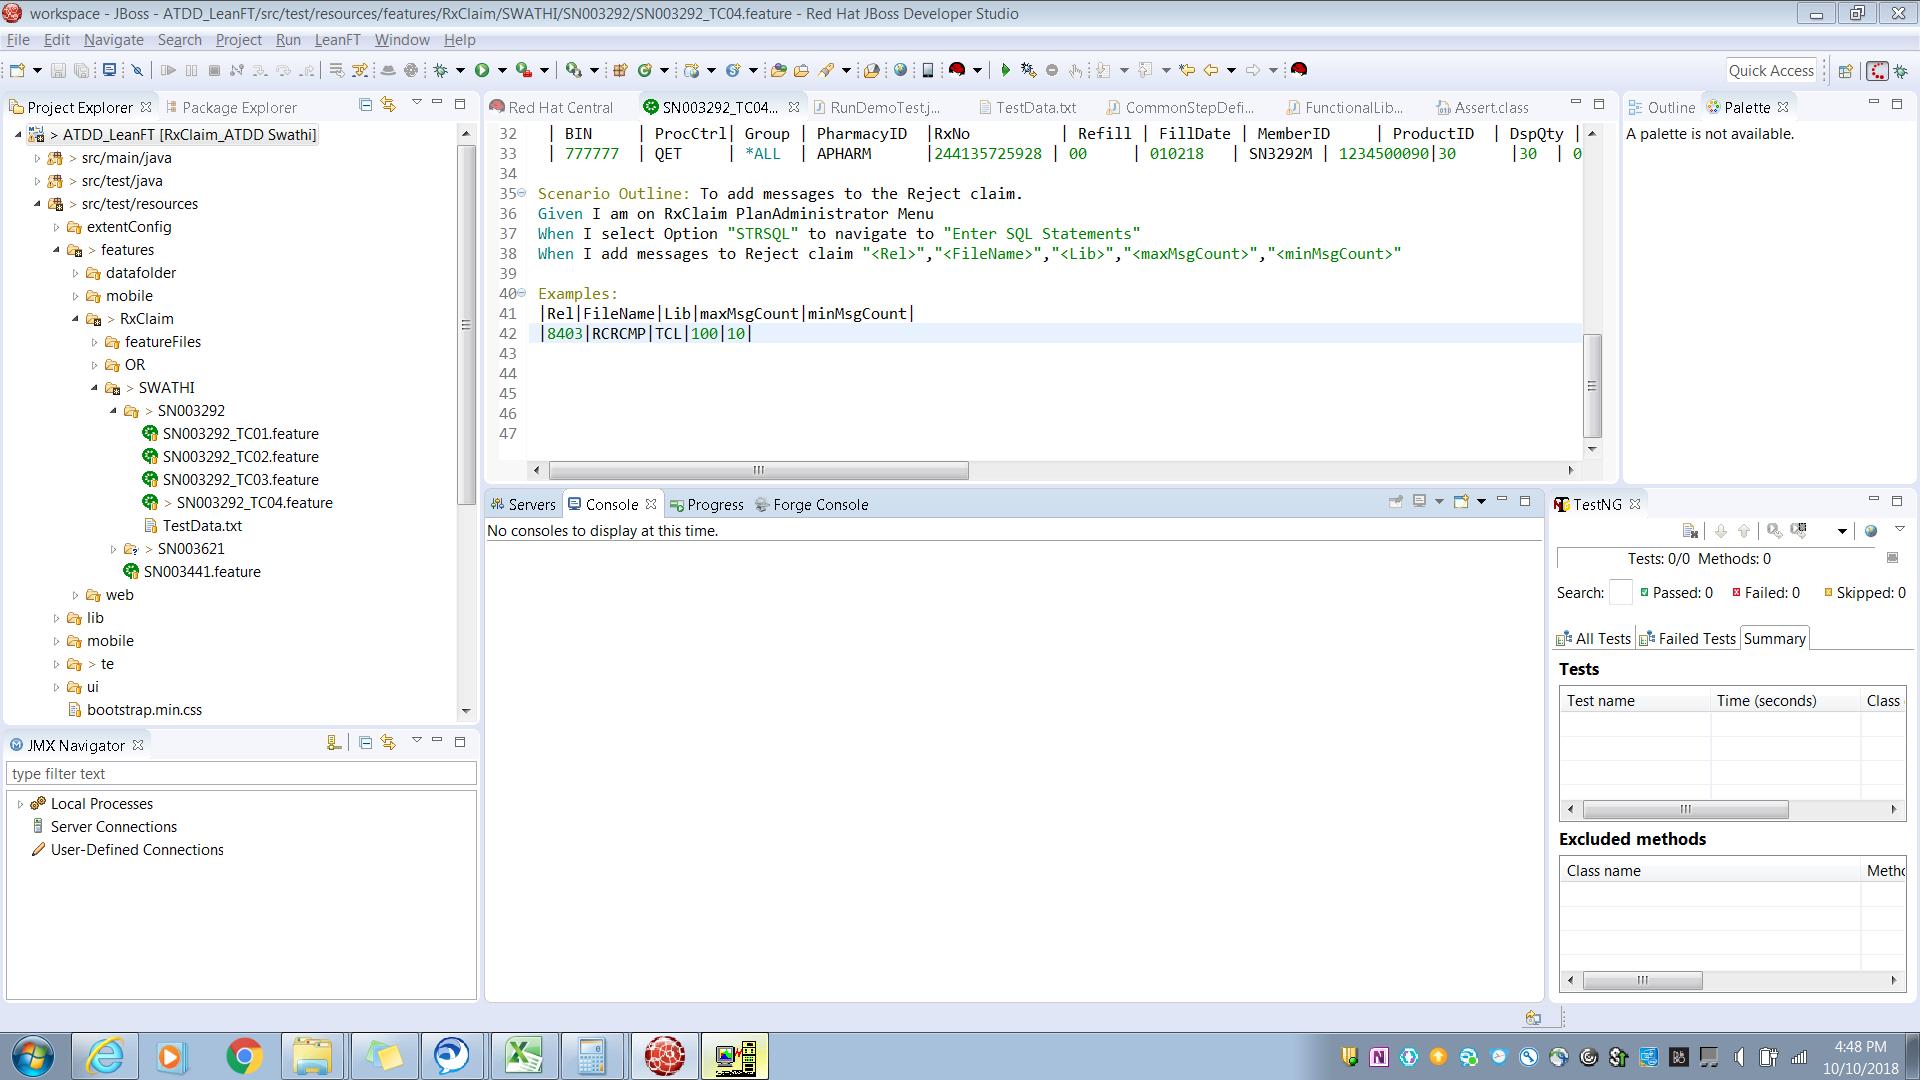 workspace - JBoss - ATDD_LeanFT/src/test/resources/features/RxClaim/SWATHI/SN003292/SN003292_TC04.feature - Red Hat JBoss Developer Studio
File Edit Navigate Search Project Run LeanFT Window Help
Quick Access
Project Explorer Package Explorer
> ATDD_LeanFT [RxClaim_ATDD Swathi]
> src/main/java
> src/test/java
> src/test/resources
extentConfig
> features
datafolder
mobile
> RxClaim
featureFiles
OR
> SWATHI
> SN003292
SN003292_TC01.feature
SN003292_TC02.feature
SN003292_TC03.feature
> SN003292_TC04.feature
TestData.txt
> SN003621
SN003441.feature
web
lib
mobile
> te
ui
bootstrap.min.css
JMX Navigator
type filter text
Local Processes
Server Connections
User-Defined Connections
Red Hat Central SN003292_TC04... RunDemoTest.j... TestData.txt CommonStepDefi... FunctionalLib... Assert.class
32 | BIN | ProcCtrl| Group | PharmacyID |RxNo | Refill | FillDate | MemberID | ProductID | DspQty |
33 | 777777 | QET | *ALL | APHARM |244135725928 | 00 | 010218 | SN3292M | 1234500090|30 |30 | 0
34
35 Scenario Outline: To add messages to the Reject claim.
36 Given I am on RxClaim PlanAdministrator Menu
37 When I select Option "STRSQL" to navigate to "Enter SQL Statements"
38 When I add messages to Reject claim "<Rel>","<FileName>","<Lib>","<maxMsgCount>","<minMsgCount>"
39
40 Examples:
41 |Rel|FileName|Lib|maxMsgCount|minMsgCount|
42 |8403|RCRCMP|TCL|100|10|
43
44
45
46
47
Outline Palette
A palette is not available.
Servers Console Progress Forge Console
No consoles to display at this time.
TestNG
Tests: 0/0 Methods: 0
Search: Passed: 0 Failed: 0 Skipped: 0
All Tests Failed Tests Summary
Tests
Test name Time (seconds) Class
Excluded methods
Class name Metho
4:48 PM
10/10/2018